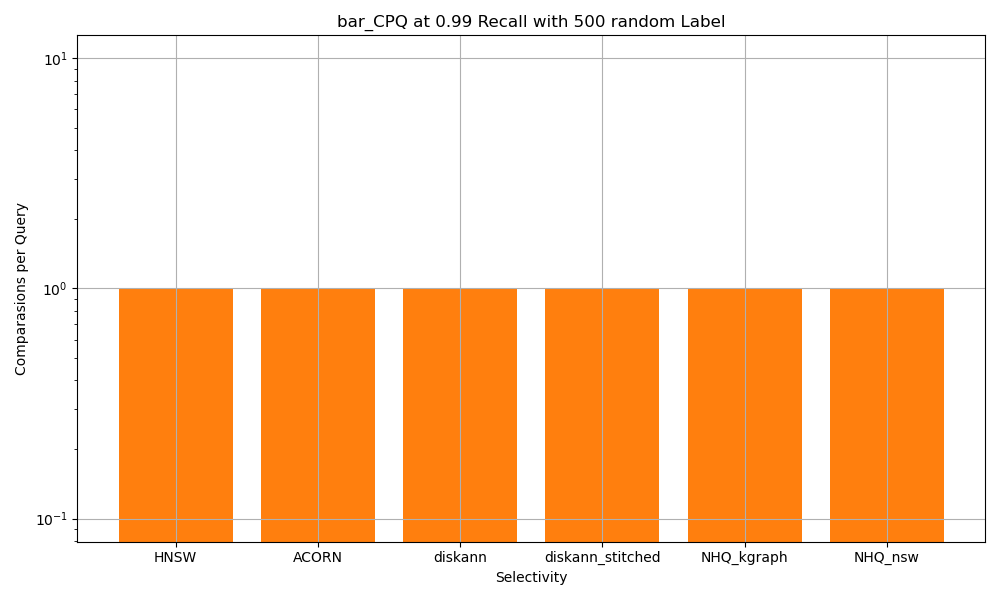 bar_CPQ at 0.99 Recall with 500 random Label
Comparasions per Query
10¹
10⁰
10⁻¹
HNSW ACORN diskann diskann_stitched NHQ_kgraph NHQ_nsw
Selectivity